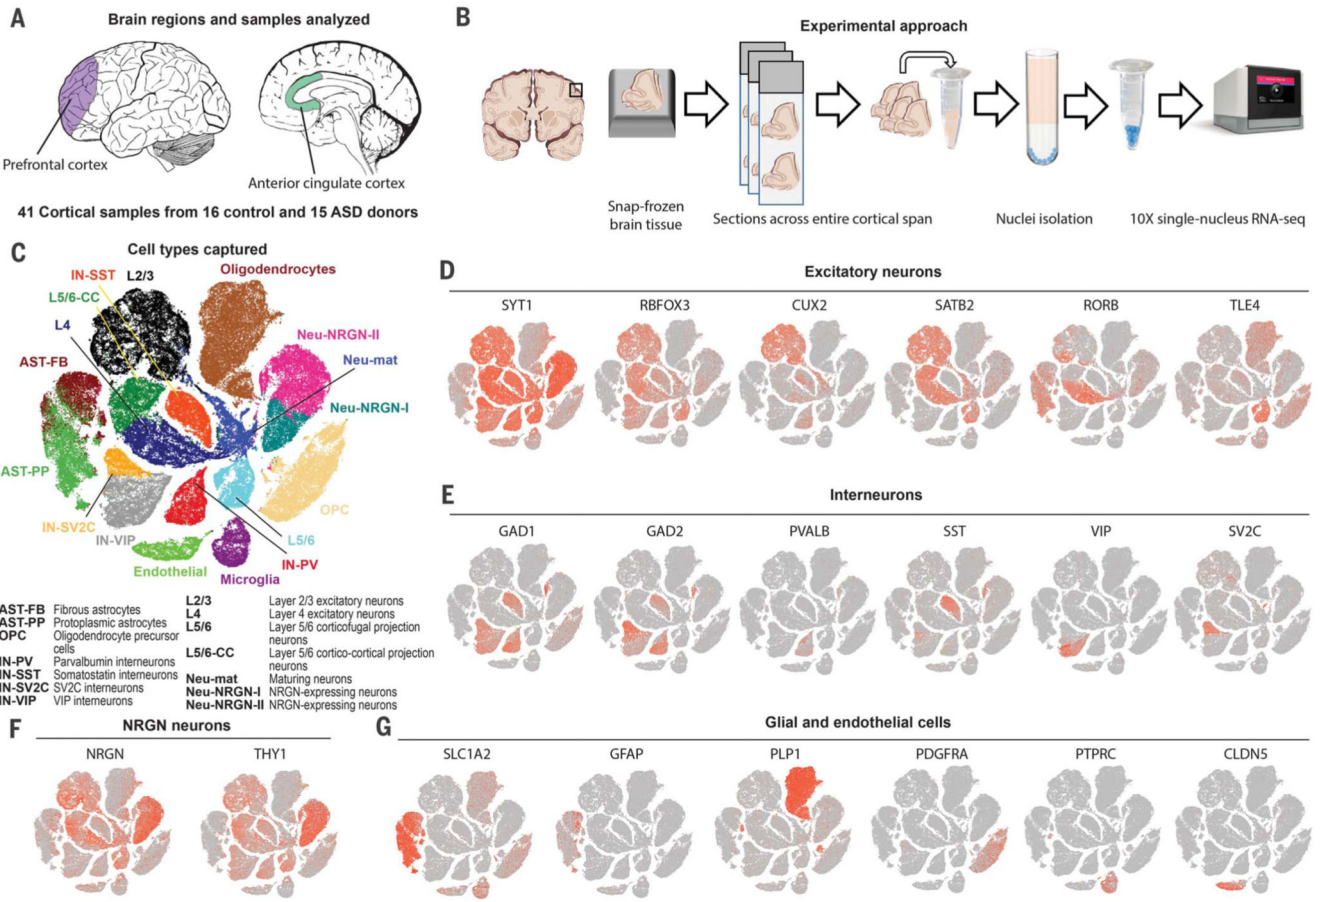 A
Brain regions and samples analyzed
Prefrontal cortex
Anterior cingulate cortex
41 Cortical samples from 16 control and 15 ASD donors
B
Experimental approach
Snap-frozen
brain tissue
Sections across entire cortical span
Nuclei isolation
10X single-nucleus RNA-seq
C
Cell types captured
IN-SST
L2/3
Oligodendrocytes
L5/6-CC
L4
Neu-NRGN-II
Neu-mat
AST-FB
Neu-NRGN-I
AST-PP
OPC
IN-SV2C
IN-VIP
L5/6
IN-PV
Endothelial
Microglia
AST-FB Fibrous astrocytes
AST-PP Protoplasmic astrocytes
OPC Oligodendrocyte precursor
cells
IN-PV Parvalbumin interneurons
IN-SST Somatostatin interneurons
IN-SV2C SV2C interneurons
IN-VIP VIP interneurons
L2/3 Layer 2/3 excitatory neurons
L4 Layer 4 excitatory neurons
L5/6 Layer 5/6 corticofugal projection
neurons
L5/6-CC Layer 5/6 cortico-cortical projection
neurons
Neu-mat Maturing neurons
Neu-NRGN-I NRGN-expressing neurons
Neu-NRGN-II NRGN-expressing neurons
D
Excitatory neurons
SYT1 RBFOX3 CUX2 SATB2 RORB TLE4
E
Interneurons
GAD1 GAD2 PVALB SST VIP SV2C
F
NRGN neurons
NRGN THY1
G
Glial and endothelial cells
SLC1A2 GFAP PLP1 PDGFRA PTPRC CLDN5